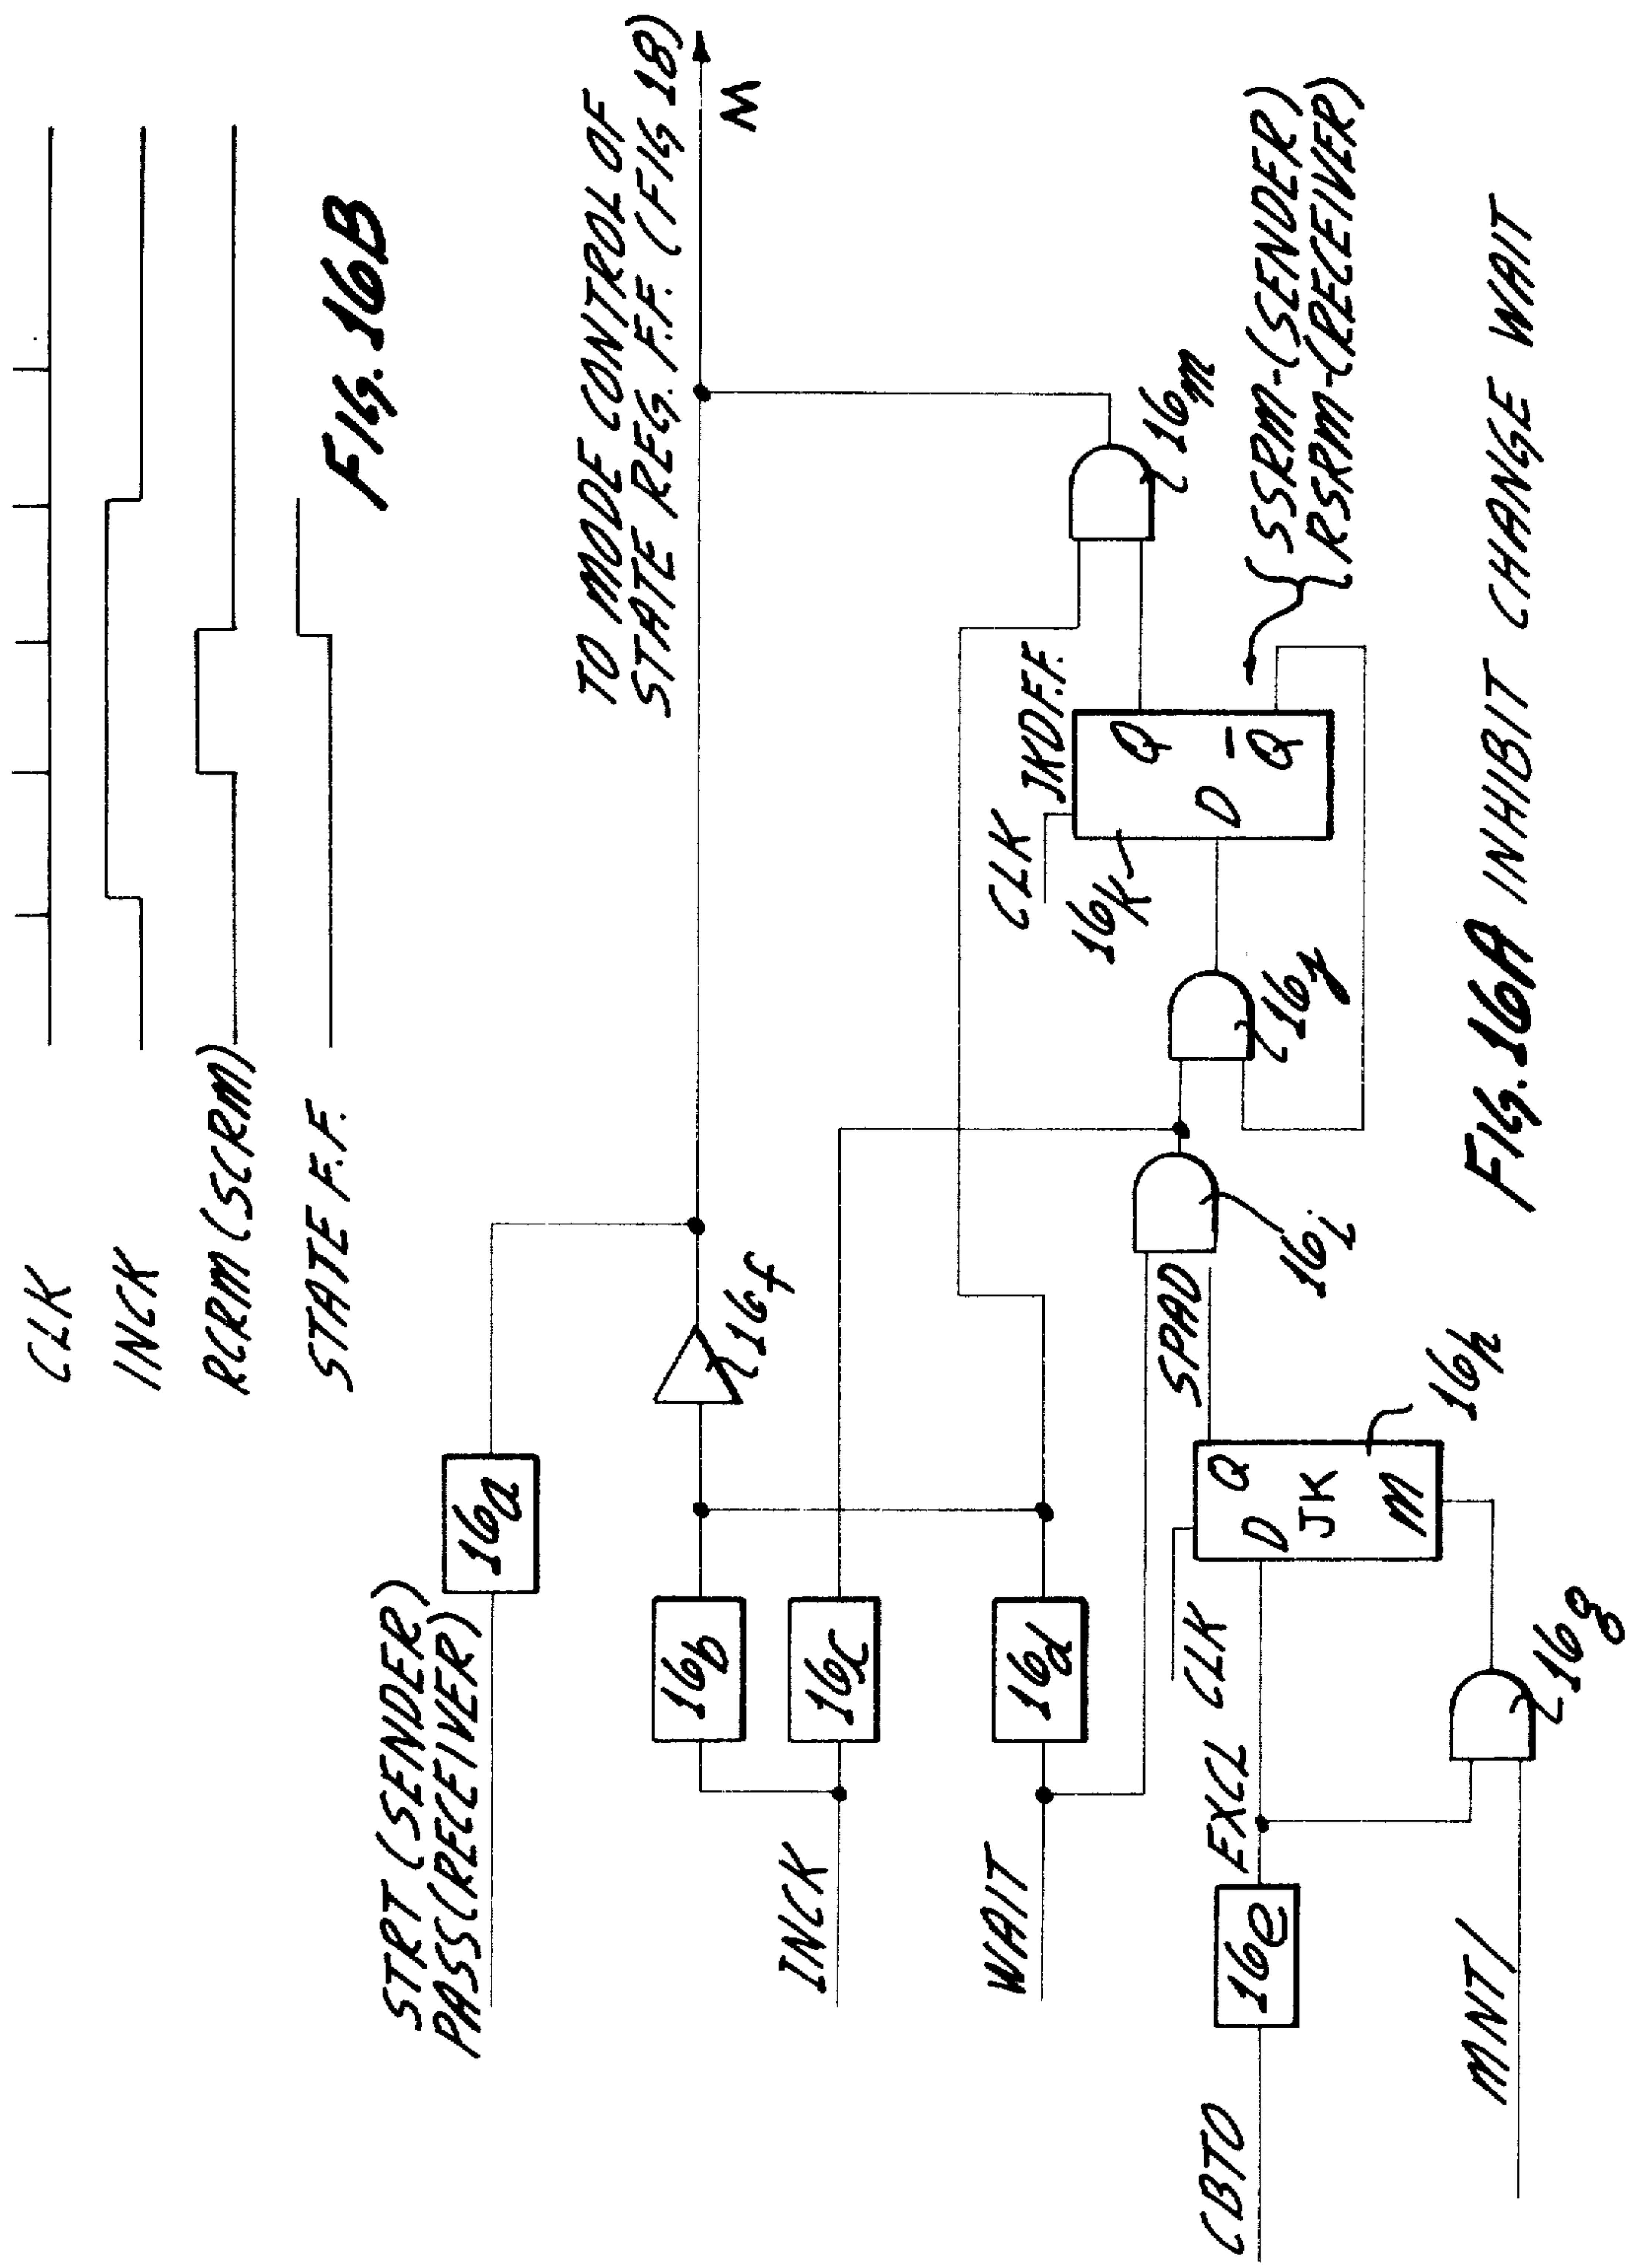 CLK
INCK
RCRM (SCRM)
STATE F.F.
FIG. 16B
STRT (SENDER)
PASS (RECEIVER)
16a
TO MODE CONTROL OF
STATE REG. F.F. (FIG 18)
M
16b
16f
INCK
16c
WAIT
16d
CBTO
16e
EXCL
CLK
D
Q
JK
M
16h
MNT/
16g
SPAD
16i
16j
CLK
JKDF.F.
16k
D
Q
Q̅
16m
SSRM-(SENDER)
RSRM-(RECEIVER)
FIG. 16A INHIBIT CHANGE WAIT